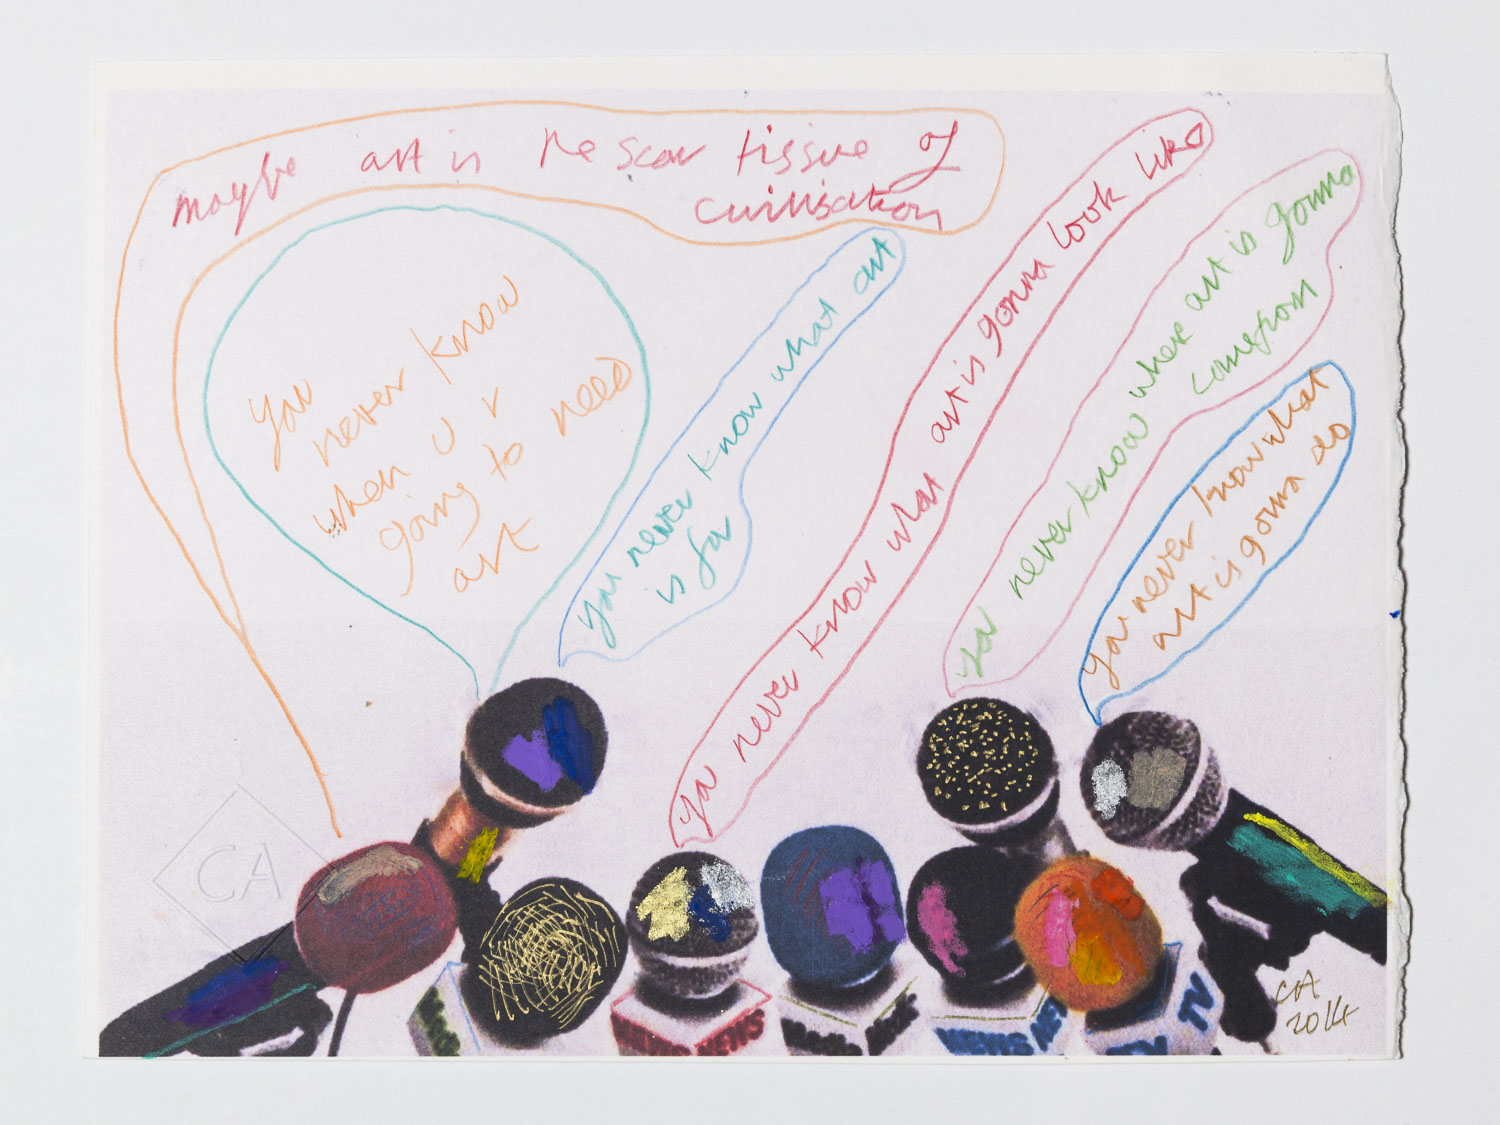 maybe art is the scar tissue of
civilisation
you
never know
when u r
going to need
art
you never know what art
is for
you never know what art is gonna look like
you never know where art is gonna
come from
you never know what
art is gonna do
CA
NEWS NEWS
NEWS NEWS
TV
TV
CA
2014